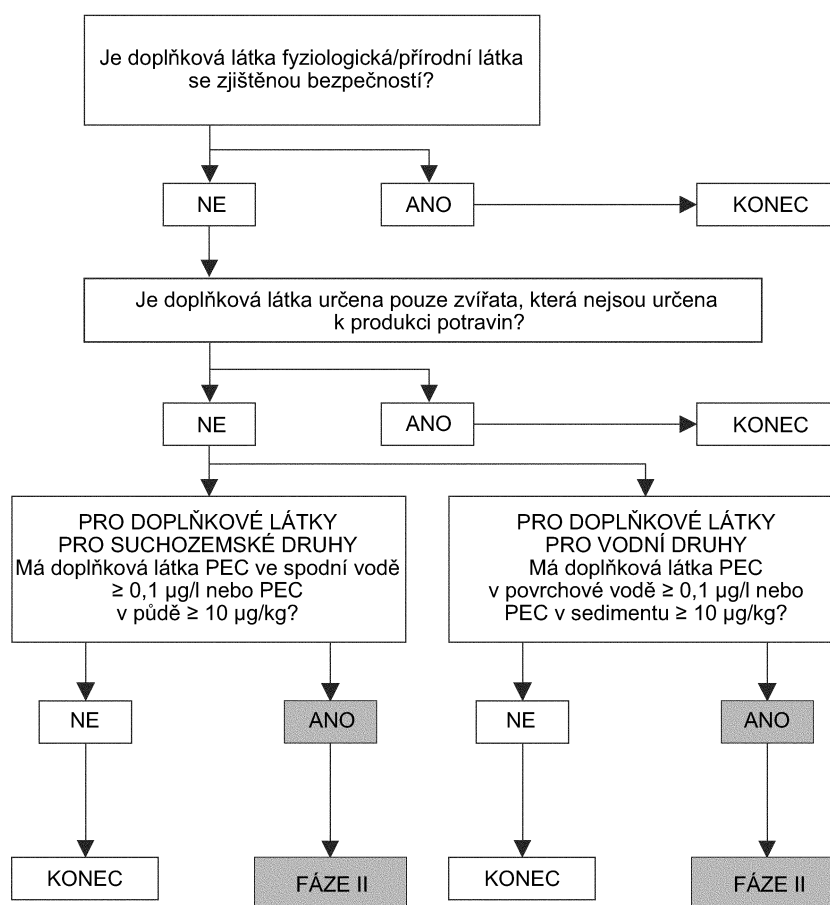 Je doplňková látka fyziologická/přírodní látka
se zjištěnou bezpečností?
NE
ANO
KONEC
Je doplňková látka určena pouze zvířata, která nejsou určena
k produkci potravin?
NE
ANO
KONEC
PRO DOPLŇKOVÉ LÁTKY
PRO SUCHOZEMSKÉ DRUHY
Má doplňková látka PEC ve spodní vodě
≥ 0,1 µg/l nebo PEC
v půdě ≥ 10 µg/kg?
PRO DOPLŇKOVÉ LÁTKY
PRO VODNÍ DRUHY
Má doplňková látka PEC
v povrchové vodě ≥ 0,1 µg/l nebo
PEC v sedimentu ≥ 10 µg/kg?
NE
ANO
NE
ANO
KONEC
FÁZE II
KONEC
FÁZE II